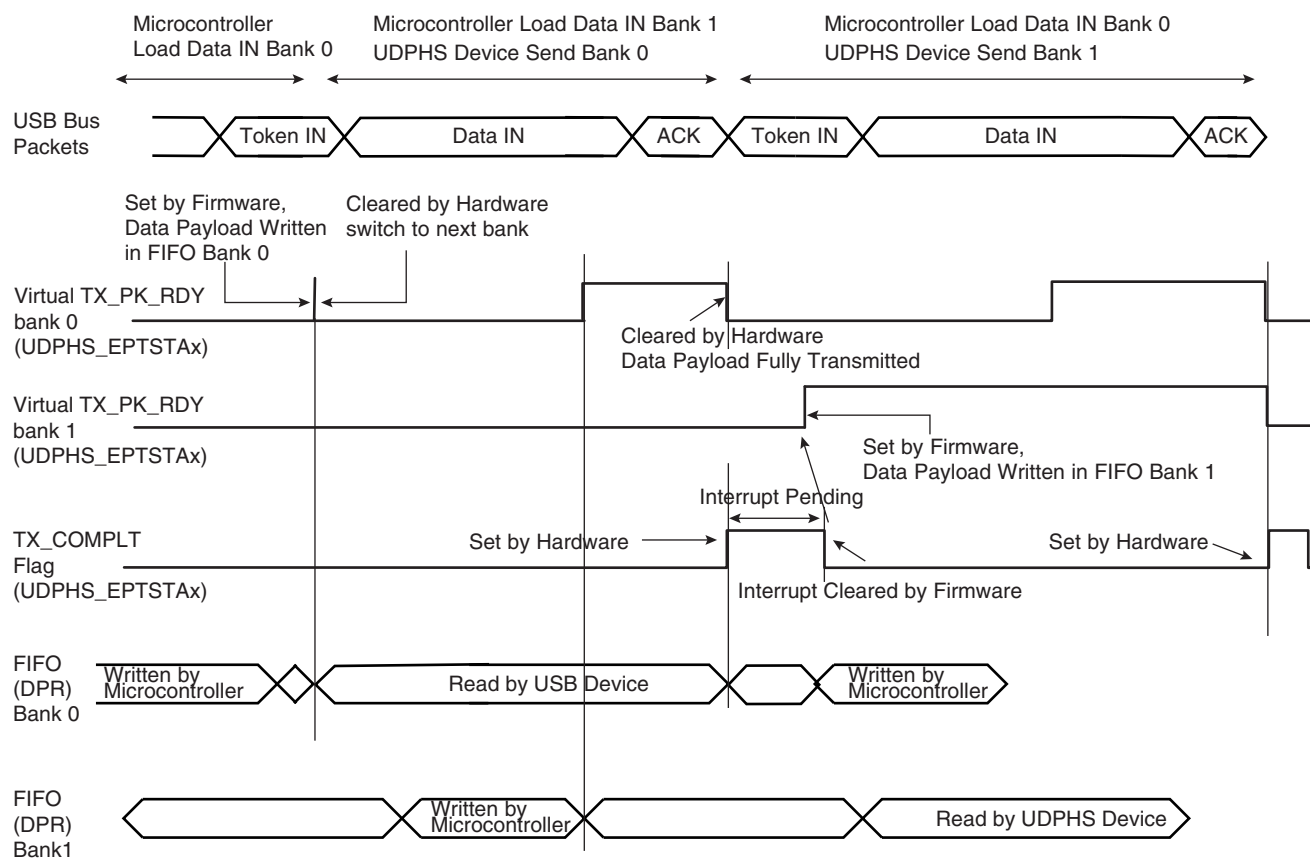 Microcontroller
Load Data IN Bank 0
Microcontroller Load Data IN Bank 1
UDPHS Device Send Bank 0
Microcontroller Load Data IN Bank 0
UDPHS Device Send Bank 1
USB Bus
Packets
Token IN
Data IN
ACK
Token IN
Data IN
ACK
Set by Firmware,
Data Payload Written
in FIFO Bank 0
Cleared by Hardware
switch to next bank
Virtual TX_PK_RDY
bank 0
(UDPHS_EPTSTAx)
Cleared by Hardware
Data Payload Fully Transmitted
Virtual TX_PK_RDY
bank 1
(UDPHS_EPTSTAx)
Set by Firmware,
Data Payload Written in FIFO Bank 1
Interrupt Pending
TX_COMPLT
Flag
(UDPHS_EPTSTAx)
Set by Hardware
Set by Hardware
Interrupt Cleared by Firmware
FIFO
(DPR)
Bank 0
Written by
Microcontroller
Read by USB Device
Written by
Microcontroller
FIFO
(DPR)
Bank1
Written by
Microcontroller
Read by UDPHS Device